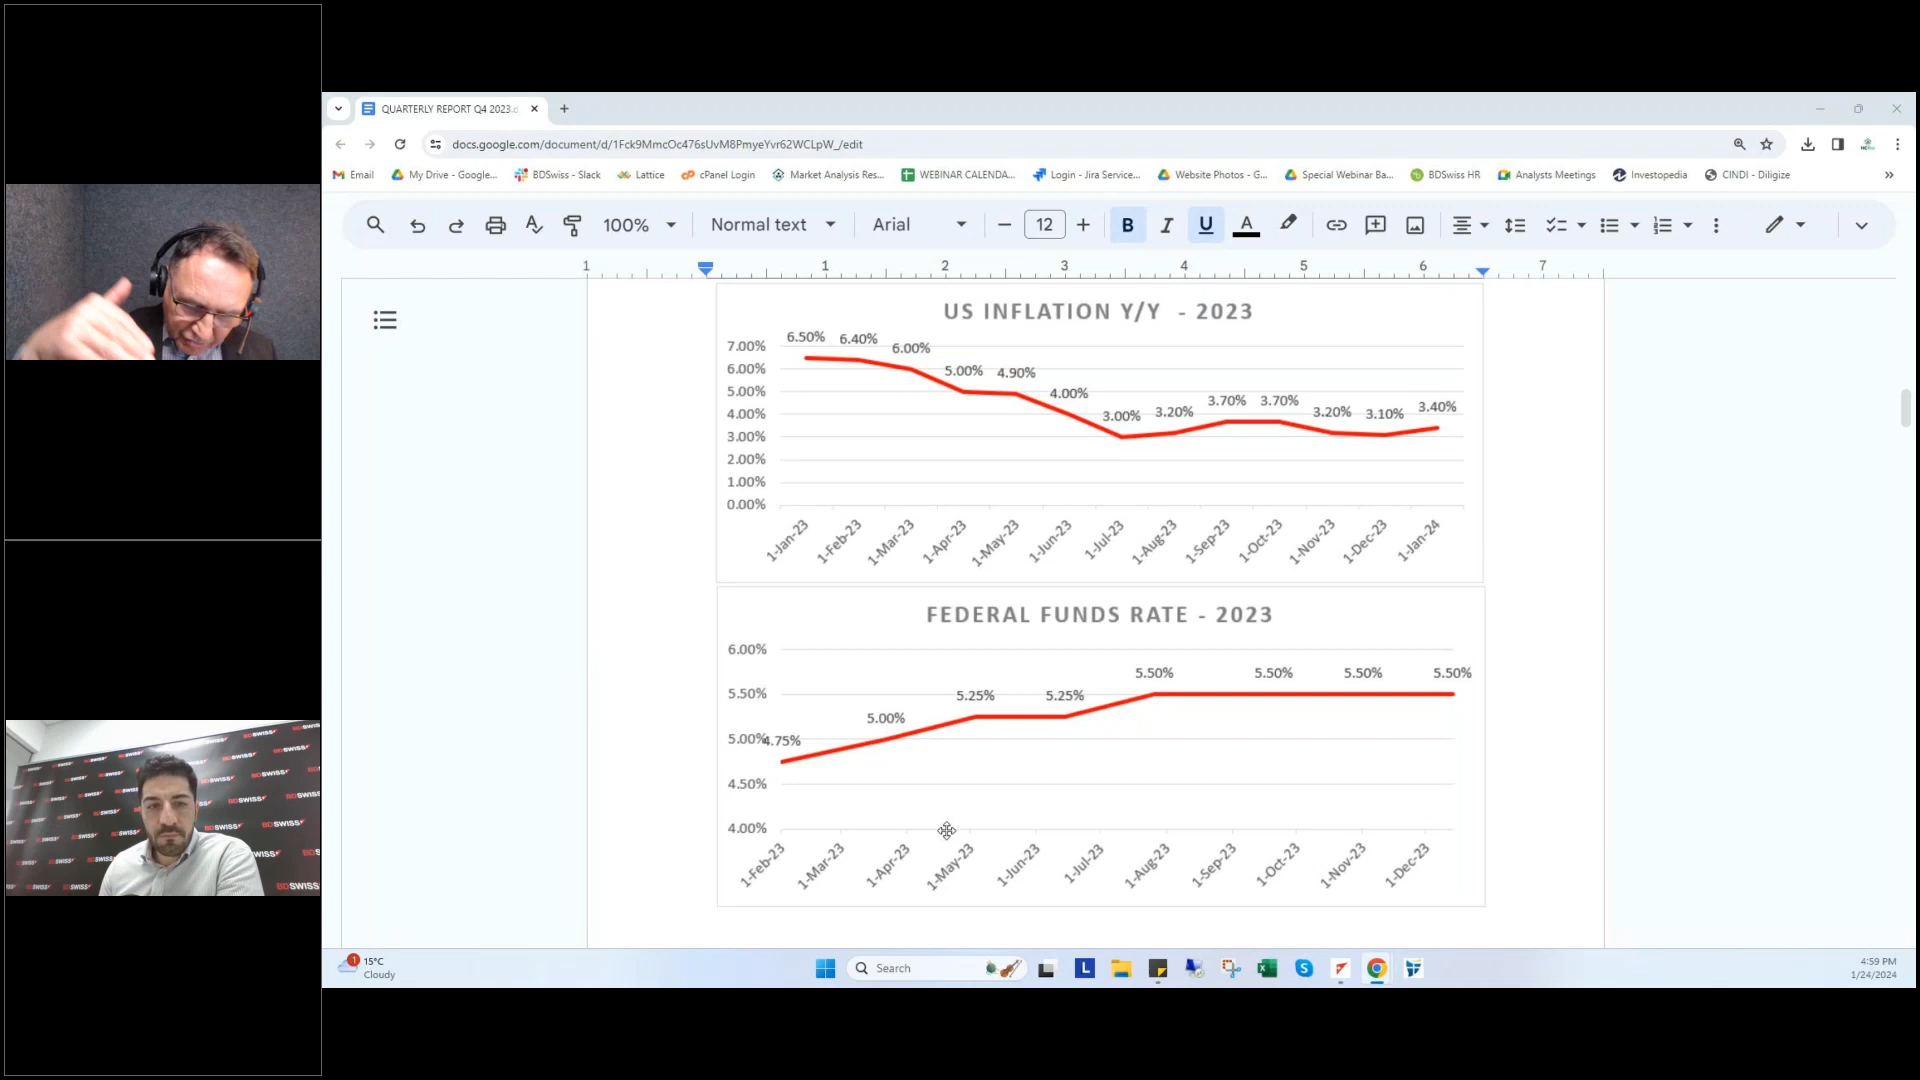 QUARTERLY REPORT Q4 2023.d
docs.google.com/document/d/1Fck9MmcOc476sUvM8PmyeYvr62WCLpW_/edit
Email My Drive - Google... BDSwiss - Slack Lattice cPanel Login Market Analysis Res... WEBINAR CALENDA... Login - Jira Service... Website Photos - G... Special Webinar Ba... BDSwiss HR Analysts Meetings Investopedia CINDI - Diligize
100% Normal text Arial 12 B I U A
1 1 2 3 4 5 6 7
US INFLATION Y/Y - 2023
6.50% 6.40% 6.00% 5.00% 4.90% 4.00% 3.00% 3.20% 3.70% 3.70% 3.20% 3.10% 3.40%
7.00%
6.00%
5.00%
4.00%
3.00%
2.00%
1.00%
0.00%
1-Jan-23 1-Feb-23 1-Mar-23 1-Apr-23 1-May-23 1-Jun-23 1-Jul-23 1-Aug-23 1-Sep-23 1-Oct-23 1-Nov-23 1-Dec-23 1-Jan-24
FEDERAL FUNDS RATE - 2023
6.00%
5.50%
5.00%
4.50%
4.00%
4.75% 5.00% 5.25% 5.25% 5.50% 5.50% 5.50% 5.50%
1-Feb-23 1-Mar-23 1-Apr-23 1-May-23 1-Jun-23 1-Jul-23 1-Aug-23 1-Sep-23 1-Oct-23 1-Nov-23 1-Dec-23
BDSWISS
1
15°C
Cloudy
Search
L
4:59 PM
1/24/2024